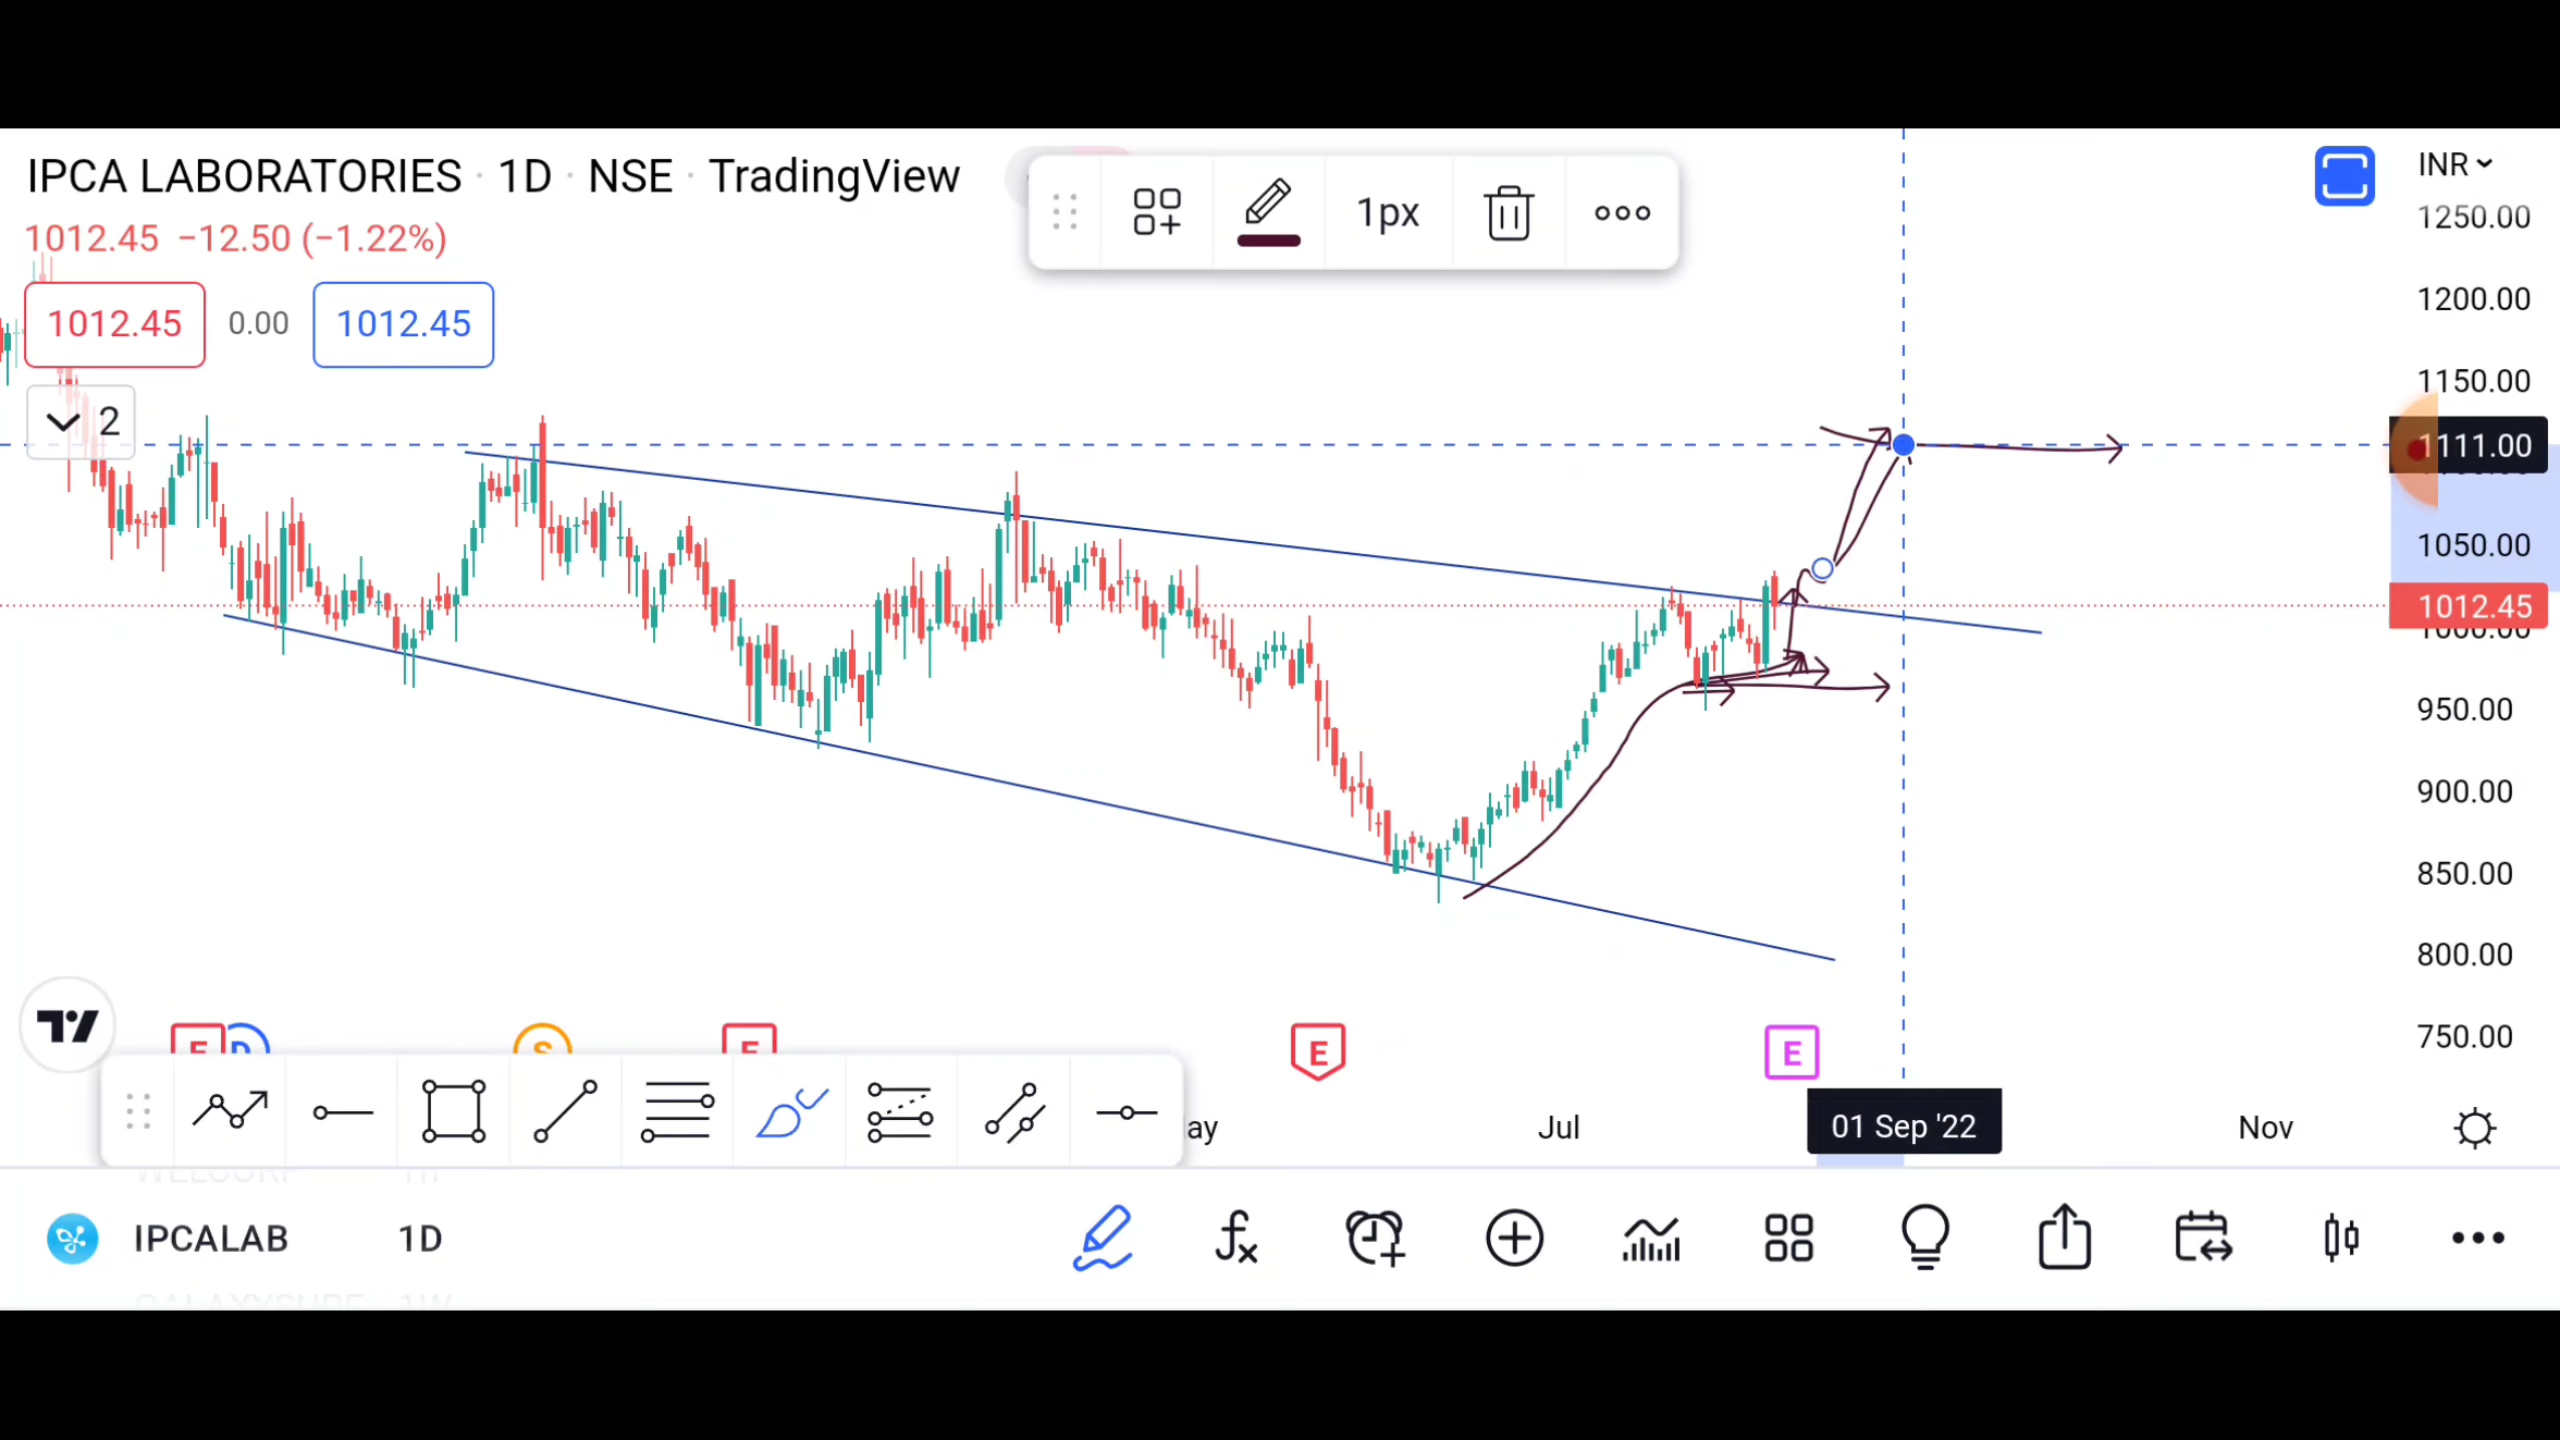 IPCA LABORATORIES · 1D · NSE · TradingView
1012.45 −12.50 (−1.22%)
1012.45 0.00 1012.45
2
1px
INR
1250.00
1200.00
1150.00
1111.00
1050.00
1012.45
1000.00
950.00
900.00
850.00
800.00
750.00
E D S E E E
ay Jul 01 Sep '22 Nov
IPCALAB 1D